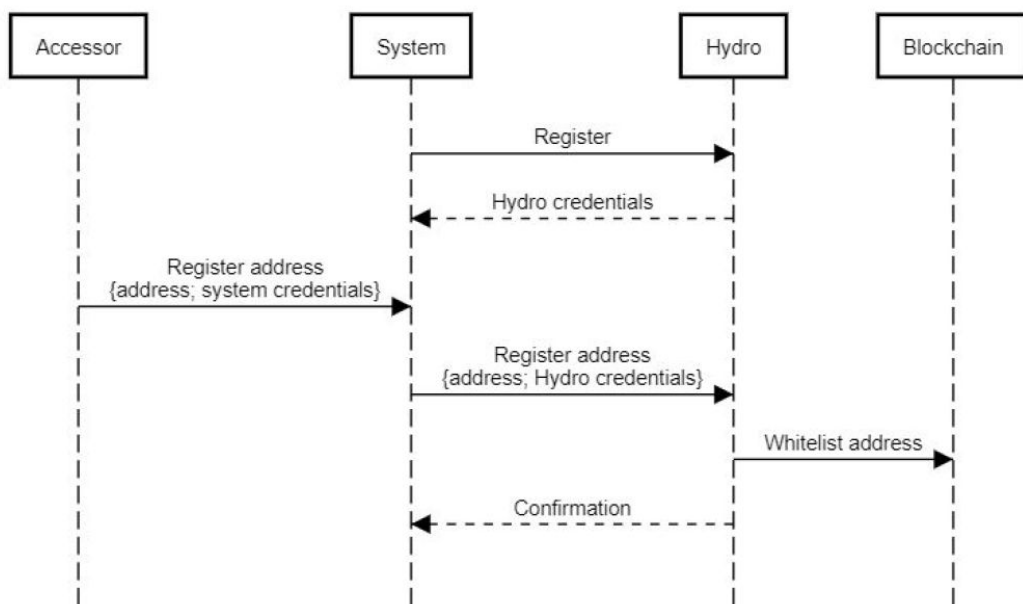 Accessor
System
Hydro
Blockchain
Register
Hydro credentials
Register address
{address; system credentials}
Register address
{address; Hydro credentials}
Whitelist address
Confirmation